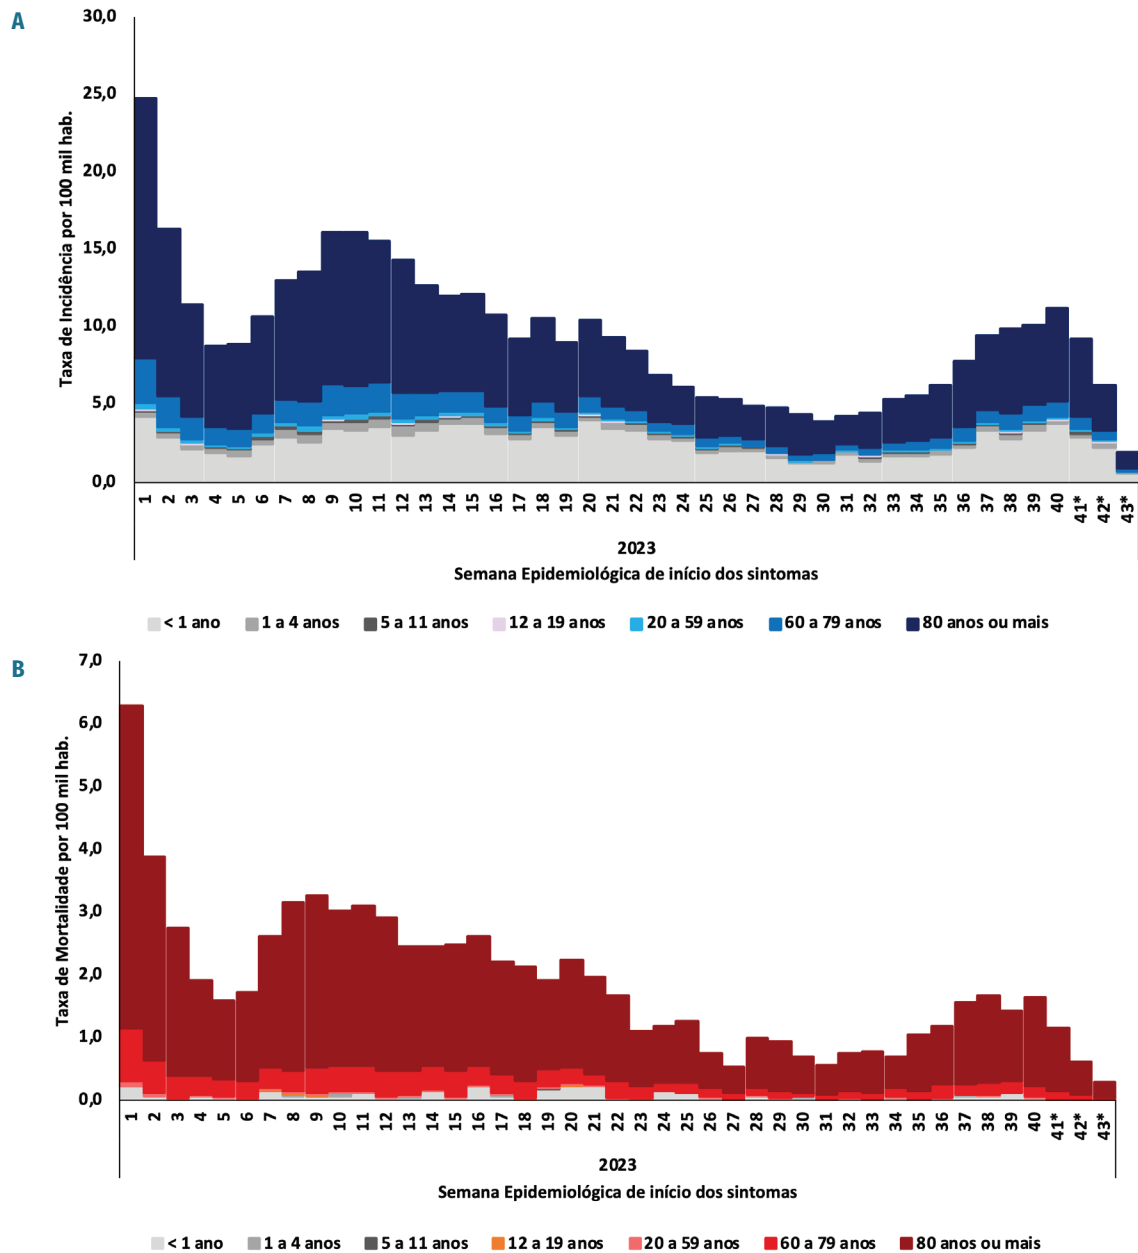 A
Taxa de Incidência por 100 mil hab.
30,0
25,0
20,0
15,0
10,0
5,0
0,0
1 2 3 4 5 6 7 8 9 10 11 12 13 14 15 16 17 18 19 20 21 22 23 24 25 26 27 28 29 30 31 32 33 34 35 36 37 38 39 40 41* 42* 43*
2023
Semana Epidemiológica de início dos sintomas
< 1 ano 1 a 4 anos 5 a 11 anos 12 a 19 anos 20 a 59 anos 60 a 79 anos 80 anos ou mais
B
Taxa de Mortalidade por 100 mil hab.
7,0
6,0
5,0
4,0
3,0
2,0
1,0
0,0
1 2 3 4 5 6 7 8 9 10 11 12 13 14 15 16 17 18 19 20 21 22 23 24 25 26 27 28 29 30 31 32 33 34 35 36 37 38 39 40 41* 42* 43*
2023
Semana Epidemiológica de início dos sintomas
< 1 ano 1 a 4 anos 5 a 11 anos 12 a 19 anos 20 a 59 anos 60 a 79 anos 80 anos ou mais